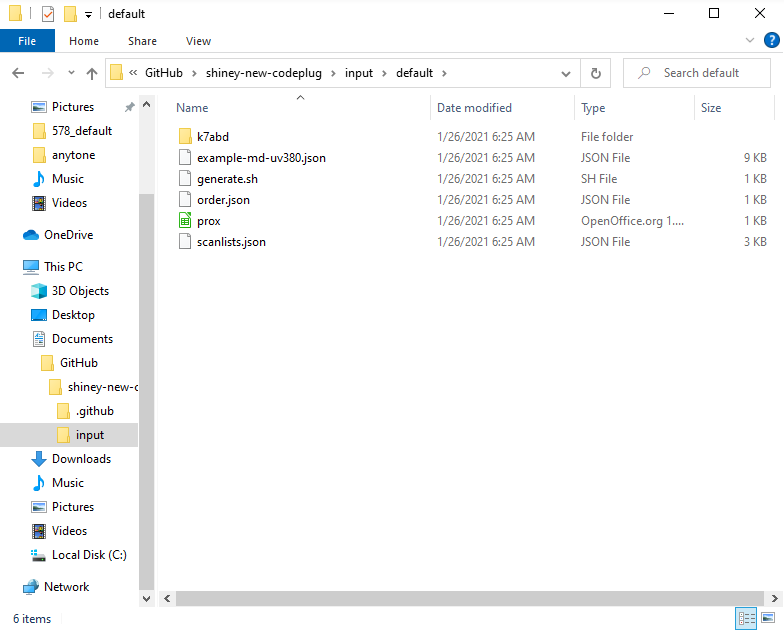 default
File Home Share View
« GitHub > shiney-new-codeplug > input > default > Search default
Name Date modified Type Size
k7abd 1/26/2021 6:25 AM File folder
example-md-uv380.json 1/26/2021 6:25 AM JSON File 9 KB
generate.sh 1/26/2021 6:25 AM SH File 1 KB
order.json 1/26/2021 6:25 AM JSON File 1 KB
prox 1/26/2021 6:25 AM OpenOffice.org 1.... 1 KB
scanlists.json 1/26/2021 6:25 AM JSON File 3 KB
Pictures
578_default
anytone
Music
Videos
OneDrive
This PC
3D Objects
Desktop
Documents
GitHub
shiney-new-c
.github
input
Downloads
Music
Pictures
Videos
Local Disk (C:)
Network
6 items